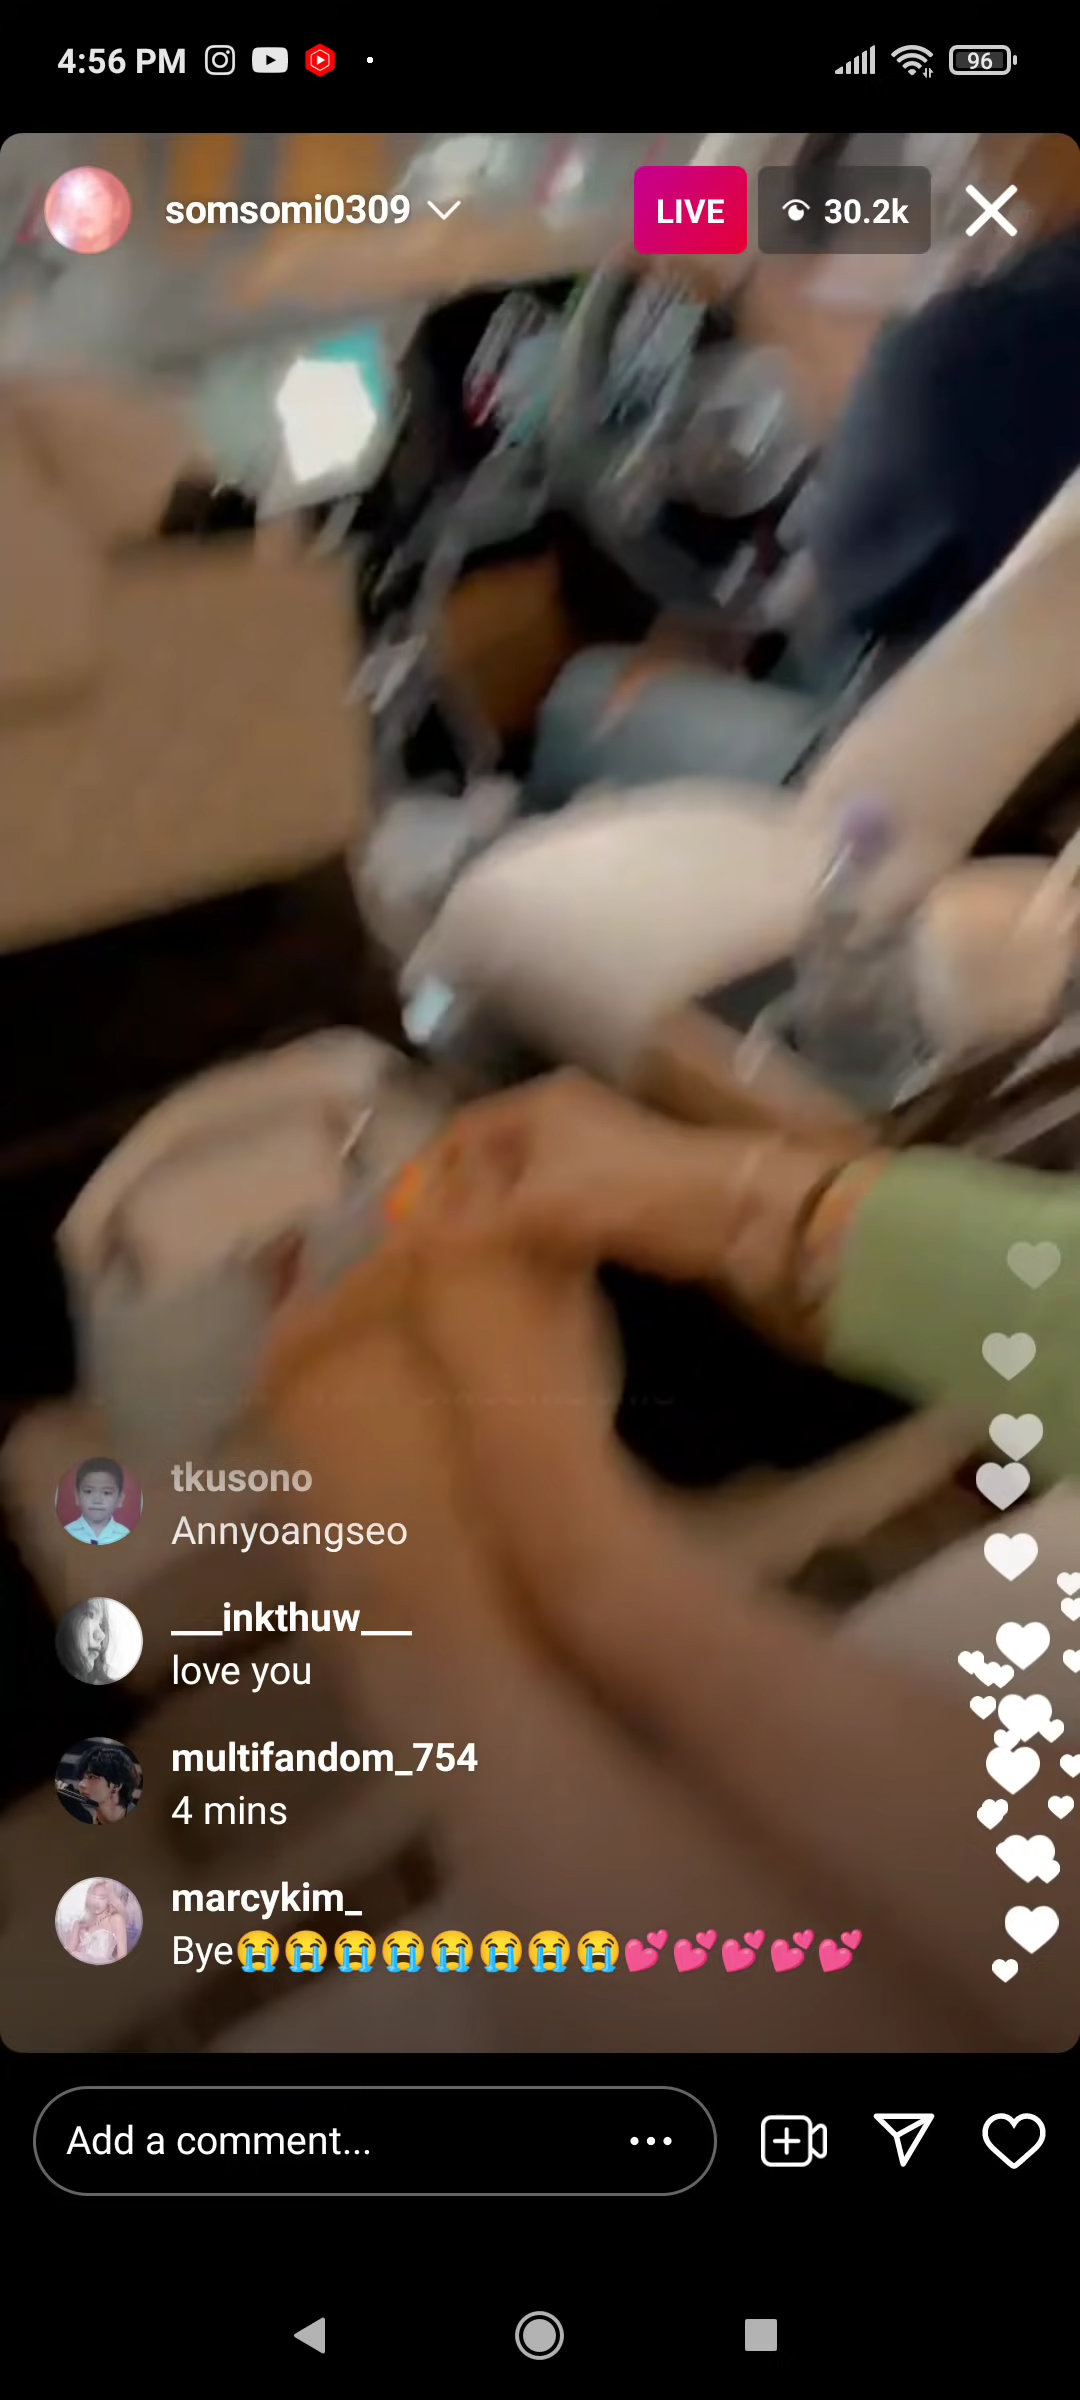 4:56 PM
96
somsomi0309
LIVE
30.2k
tkusono
Annyoangseo
___inkthuw___
love you
multifandom_754
4 mins
marcykim_
Bye😭😭😭😭😭😭😭😭💕💕💕💕💕
Add a comment...